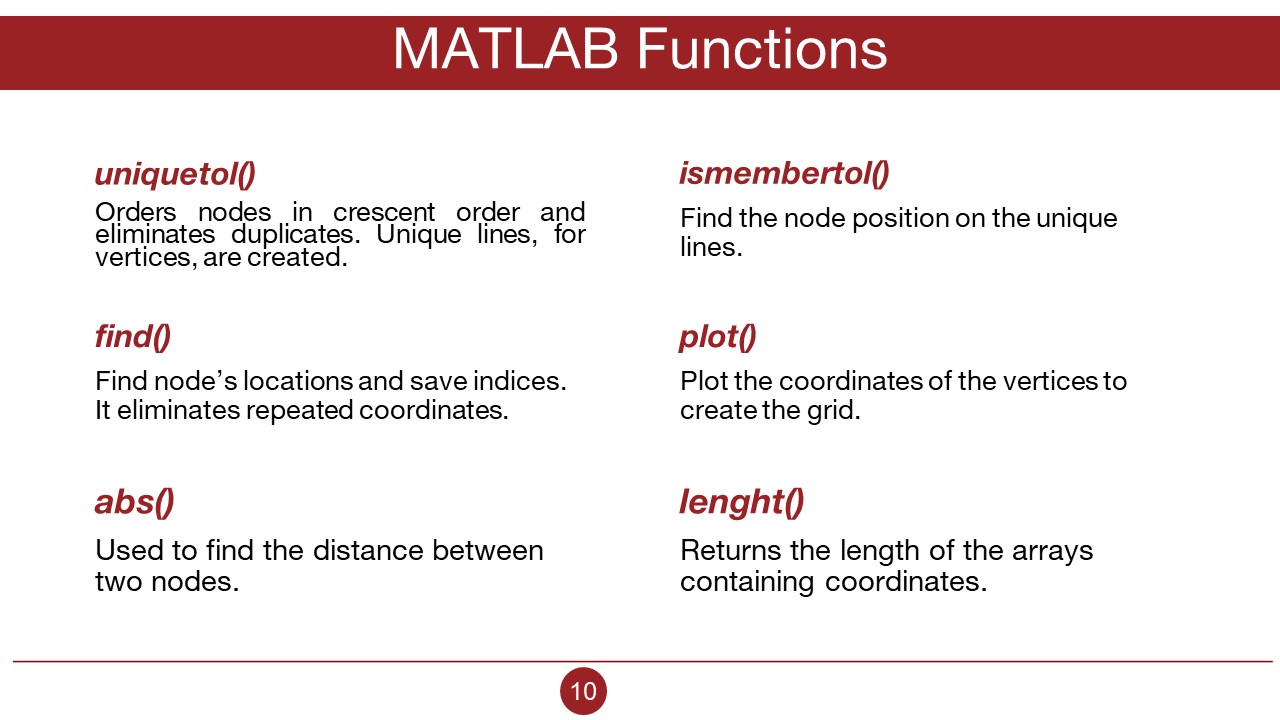 MATLAB Functions
uniquetol()
Orders nodes in crescent order and
eliminates duplicates. Unique lines, for
vertices, are created.
ismembertol()
Find the node position on the unique
lines.
find()
Find node’s locations and save indices.
It eliminates repeated coordinates.
plot()
Plot the coordinates of the vertices to
create the grid.
abs()
Used to find the distance between
two nodes.
lenght()
Returns the length of the arrays
containing coordinates.
10